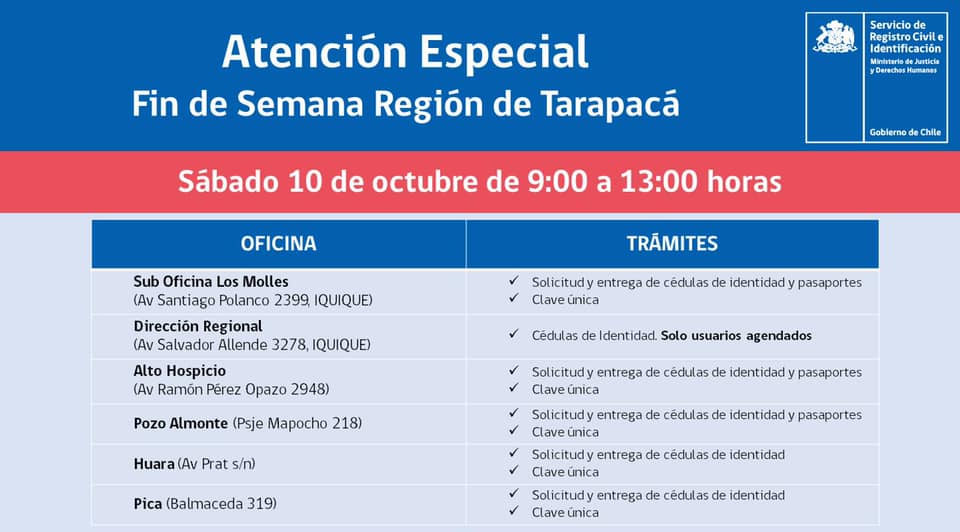 Atención Especial
Fin de Semana Región de Tarapacá
Servicio de
Registro Civil e
Identificación
Ministerio de Justicia
y Derechos Humanos
Gobierno de Chile
Sábado 10 de octubre de 9:00 a 13:00 horas
OFICINA
TRÁMITES
Sub Oficina Los Molles
(Av Santiago Polanco 2399, IQUIQUE)
✓ Solicitud y entrega de cédulas de identidad y pasaportes
✓ Clave única
Dirección Regional
(Av Salvador Allende 3278, IQUIQUE)
✓ Cédulas de Identidad. Solo usuarios agendados
Alto Hospicio
(Av Ramón Pérez Opazo 2948)
✓ Solicitud y entrega de cédulas de identidad y pasaportes
✓ Clave única
Pozo Almonte (Psje Mapocho 218)
✓ Solicitud y entrega de cédulas de identidad y pasaportes
✓ Clave única
Huara (Av Prat s/n)
✓ Solicitud y entrega de cédulas de identidad
✓ Clave única
Pica (Balmaceda 319)
✓ Solicitud y entrega de cédulas de identidad
✓ Clave única